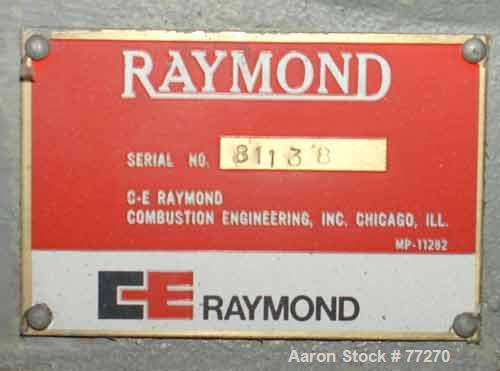 RAYMOND
SERIAL NO. 81138
C-E RAYMOND
COMBUSTION ENGINEERING, INC. CHICAGO, ILL.
MP-11282
CE RAYMOND
Aaron Stock # 77270